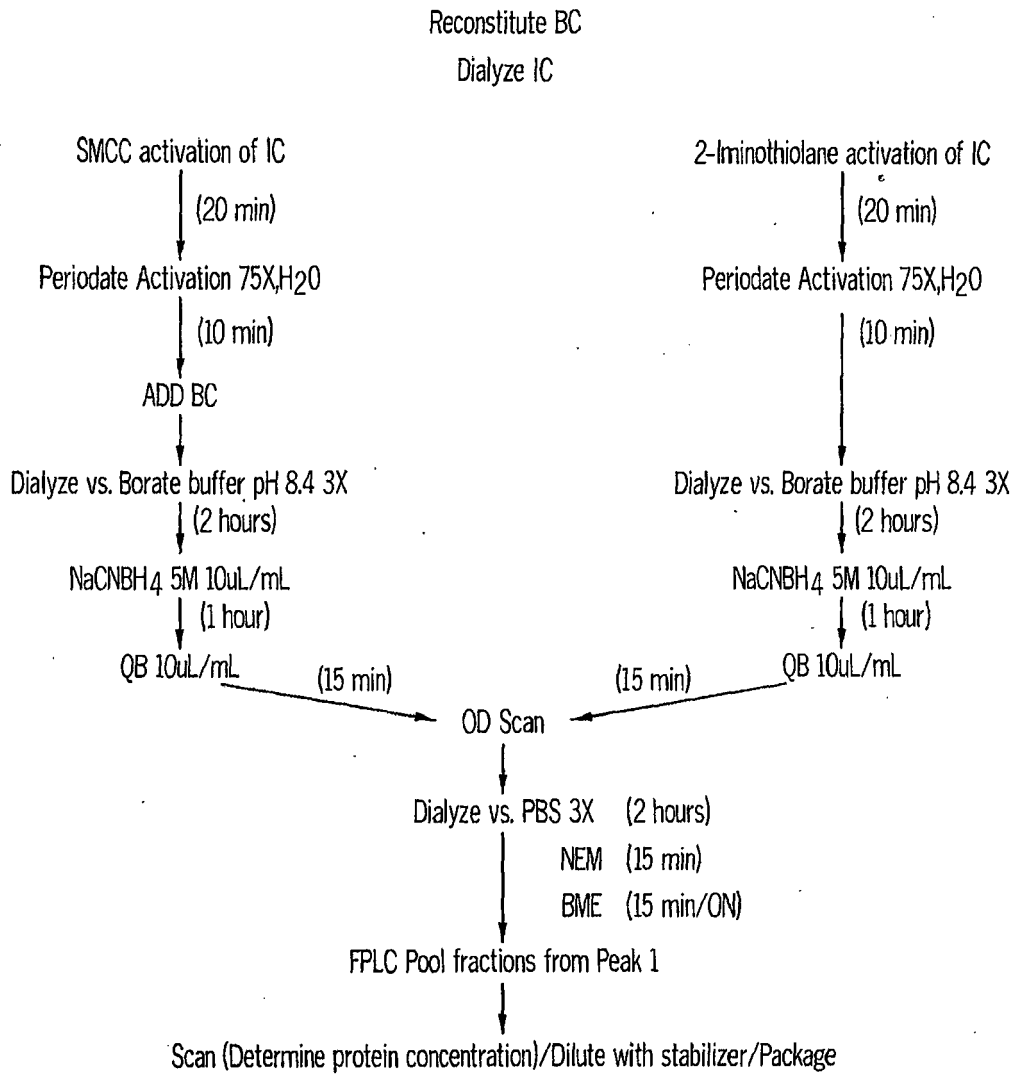 Reconstitute BC
Dialyze IC
SMCC activation of IC
(20 min)
Periodate Activation 75X,H2O
(10 min)
ADD BC
Dialyze vs. Borate buffer pH 8.4 3X
(2 hours)
NaCNBH4 5M 10uL/mL
(1 hour)
QB 10uL/mL
(15 min)
2-Iminothiolane activation of IC
(20 min)
Periodate Activation 75X,H2O
(10 min)
Dialyze vs. Borate buffer pH 8.4 3X
(2 hours)
NaCNBH4 5M 10uL/mL
(1 hour)
QB 10uL/mL
(15 min)
OD Scan
Dialyze vs. PBS 3X (2 hours)
NEM (15 min)
BME (15 min/ON)
FPLC Pool fractions from Peak 1
Scan (Determine protein concentration)/Dilute with stabilizer/Package